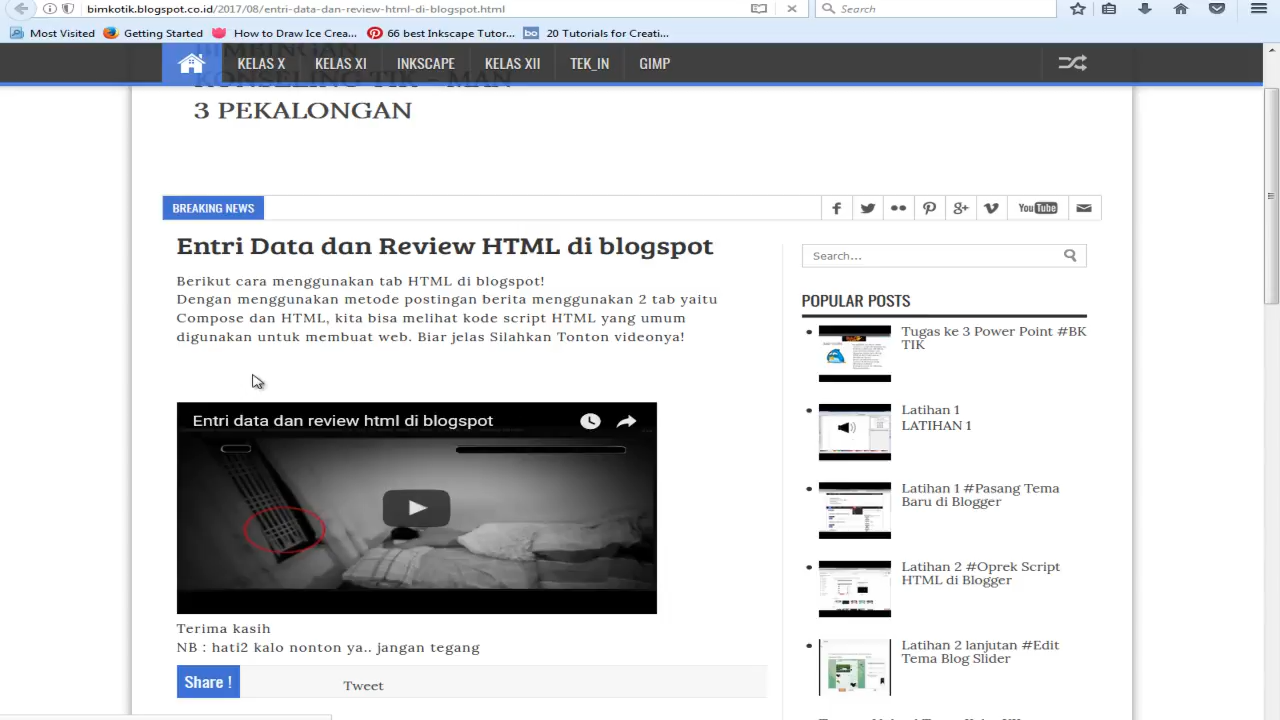 bimkotik.blogspot.co.id/2017/08/entri-data-dan-review-html-di-blogspot.html
Search
Most Visited
Getting Started
How to Draw Ice Crea...
66 best Inkscape Tutor...
20 Tutorials for Creati...
BIMBINGAN
KONSELING TIK - MAN
3 PEKALONGAN
KELAS X
KELAS XI
INKSCAPE
KELAS XII
TEK_IN
GIMP
BREAKING NEWS
You Tube
Entri Data dan Review HTML di blogspot
Berikut cara menggunakan tab HTML di blogspot!
Dengan menggunakan metode postingan berita menggunakan 2 tab yaitu
Compose dan HTML, kita bisa melihat kode script HTML yang umum
digunakan untuk membuat web. Biar jelas Silahkan Tonton videonya!
Entri data dan review html di blogspot
Terima kasih
NB : hati2 kalo nonton ya.. jangan tegang
Share !
Tweet
Search...
POPULAR POSTS
Tugas ke 3 Power Point #BK
TIK
Latihan 1
LATIHAN 1
Latihan 1 #Pasang Tema
Baru di Blogger
Latihan 2 #Oprek Script
HTML di Blogger
Latihan 2 lanjutan #Edit
Tema Blog Slider